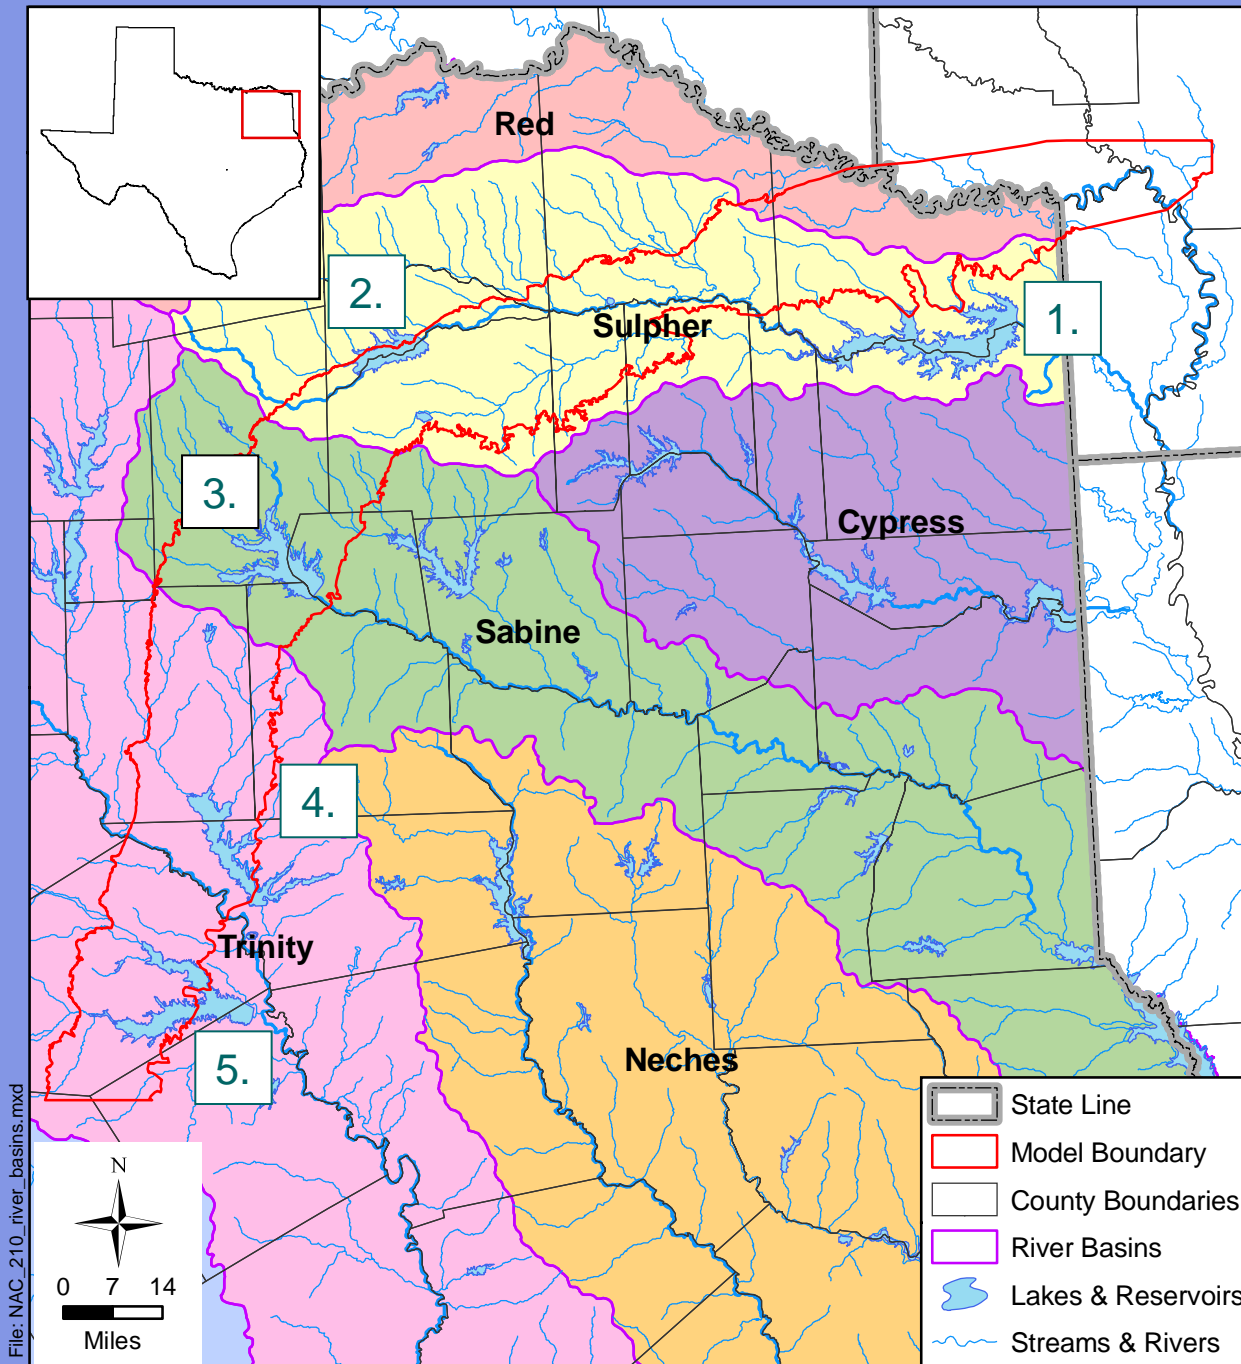 Red
2.
1.
Sulpher
3.
Cypress
Sabine
4.
Trinity
5.
Neches
State Line
Model Boundary
County Boundaries
River Basins
Lakes & Reservoirs
Streams & Rivers
N
0 7 14
Miles
File: NAC_210_river_basins.mxd